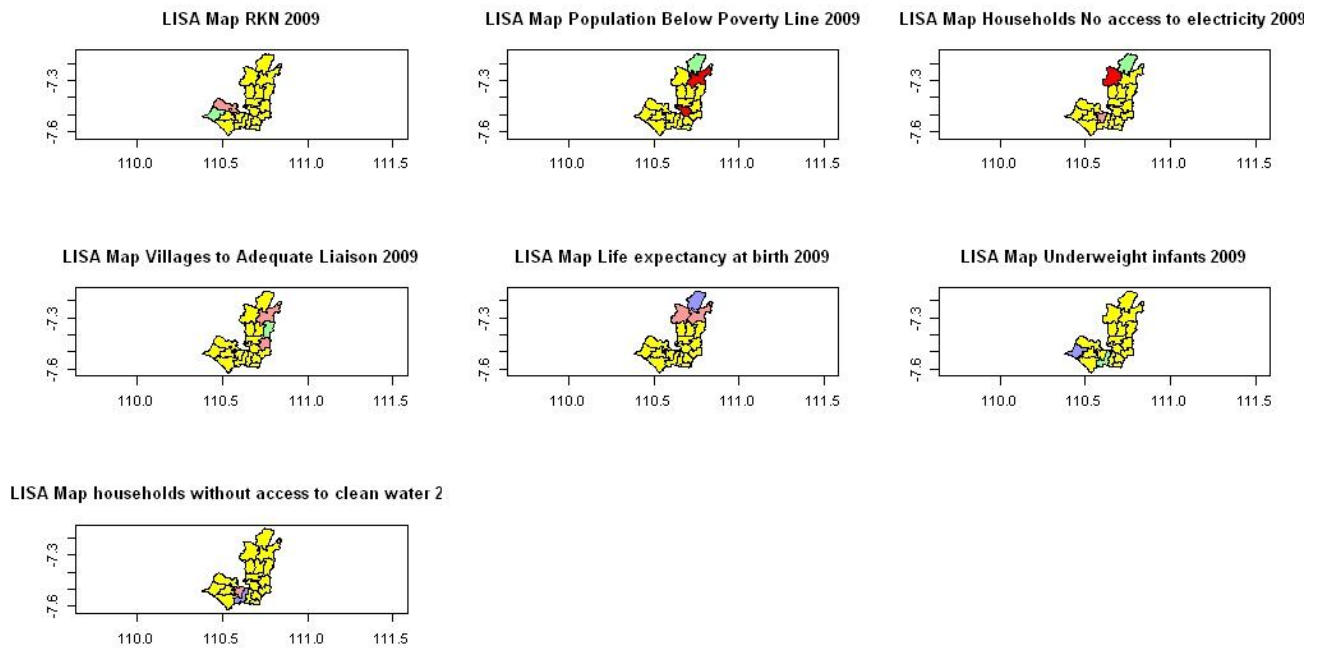 LISA Map RKN 2009
-7.3
-7.6
110.0 110.5 111.0 111.5
LISA Map Population Below Poverty Line 2009
-7.3
-7.6
110.0 110.5 111.0 111.5
LISA Map Households No access to electricity 2009
-7.3
-7.6
110.0 110.5 111.0 111.5
LISA Map Villages to Adequate Liaison 2009
-7.3
-7.6
110.0 110.5 111.0 111.5
LISA Map Life expectancy at birth 2009
-7.3
-7.6
110.0 110.5 111.0 111.5
LISA Map Underweight infants 2009
-7.3
-7.6
110.0 110.5 111.0 111.5
LISA Map households without access to clean water 2
-7.3
-7.6
110.0 110.5 111.0 111.5